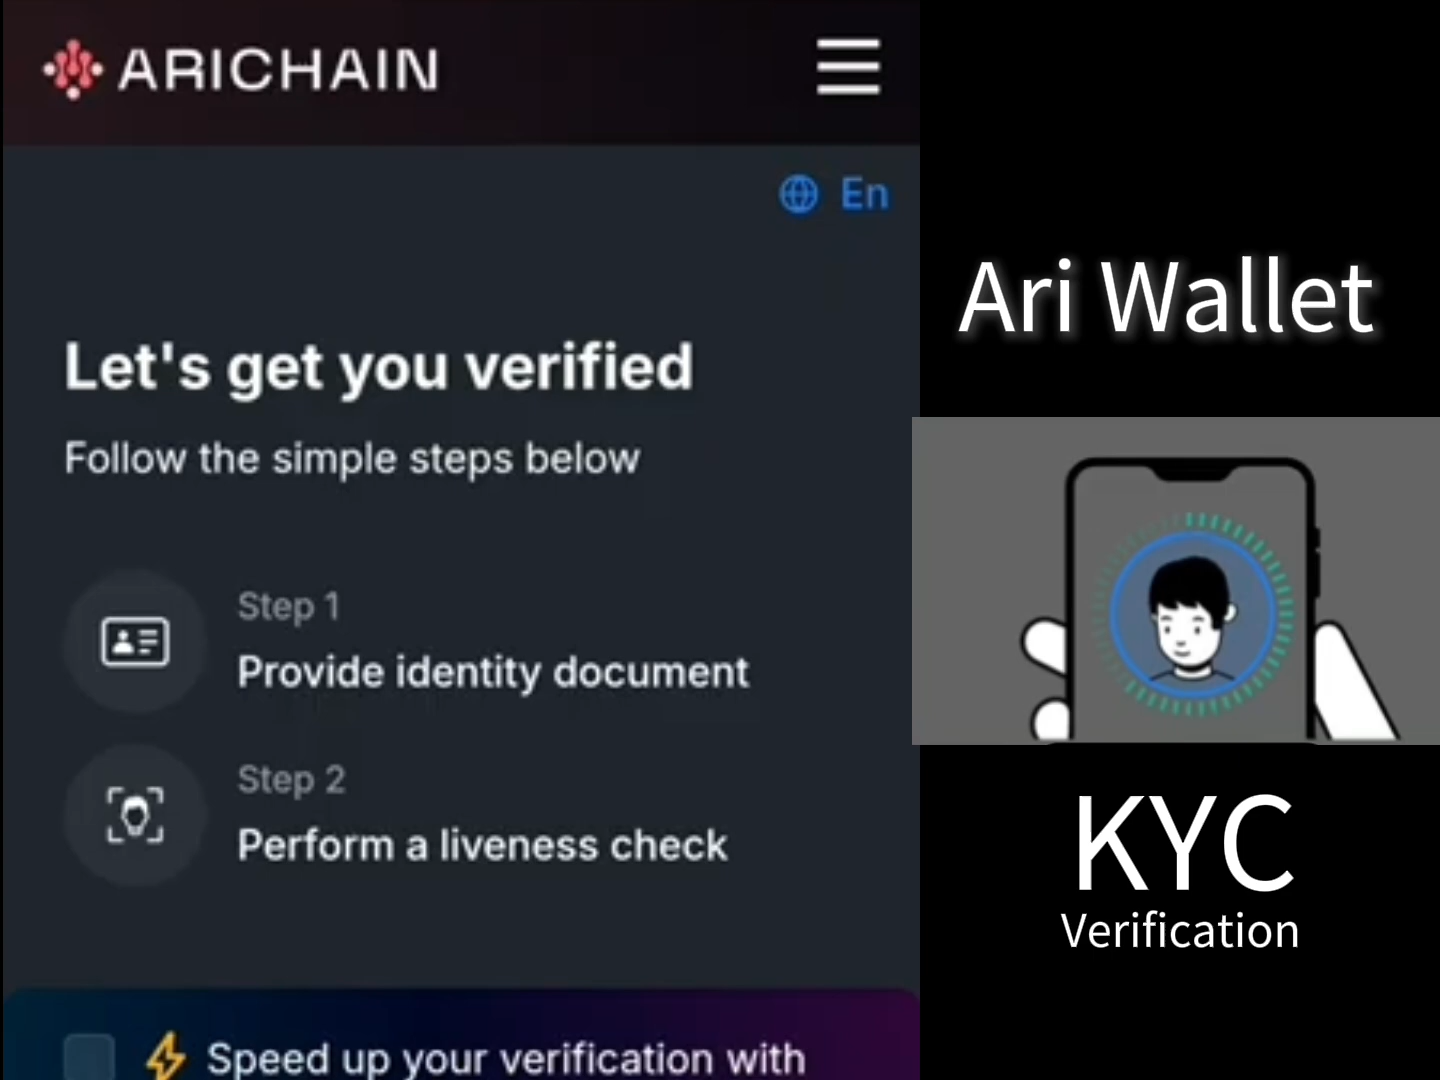 ARICHAIN
En
Let's get you verified
Follow the simple steps below
Step 1
Provide identity document
Step 2
Perform a liveness check
Speed up your verification with
Ari Wallet
KYC
Verification